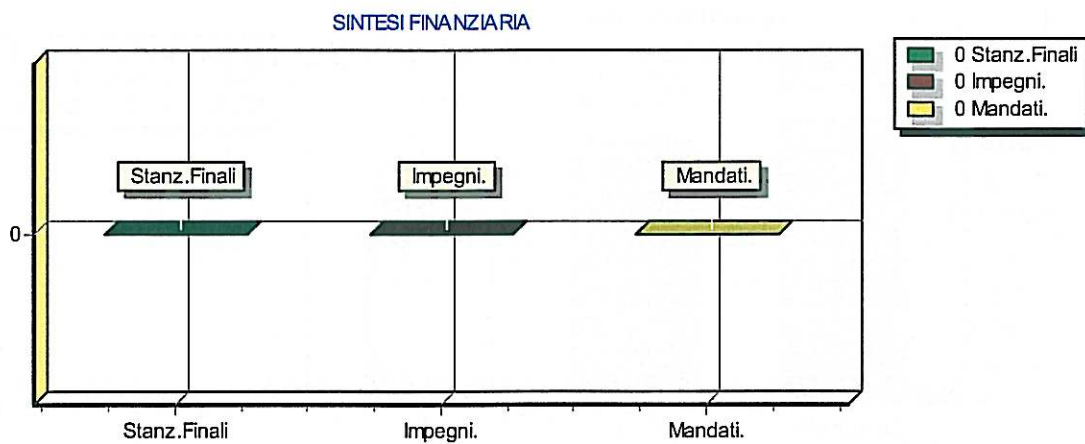 SINTESI FINANZIARIA
0 Stanz.Finali
0 Impegni.
0 Mandati.
Stanz.Finali
Impegni.
Mandati.
0
Stanz.Finali
Impegni.
Mandati.